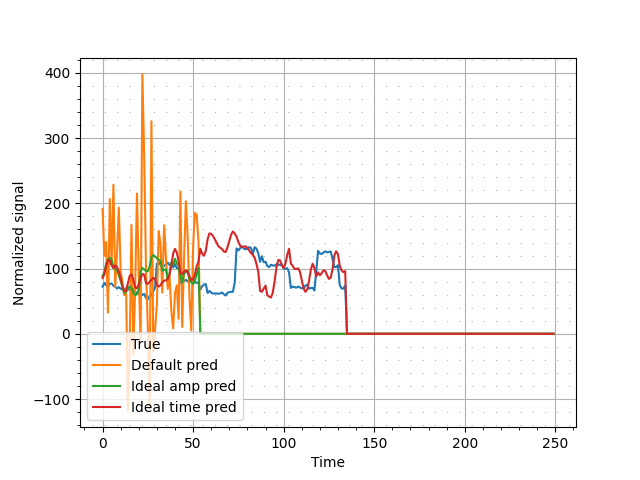 400
300
200
100
0
−100
Normalized signal
True
Default pred
Ideal amp pred
Ideal time pred
0 50 100 150 200 250
Time